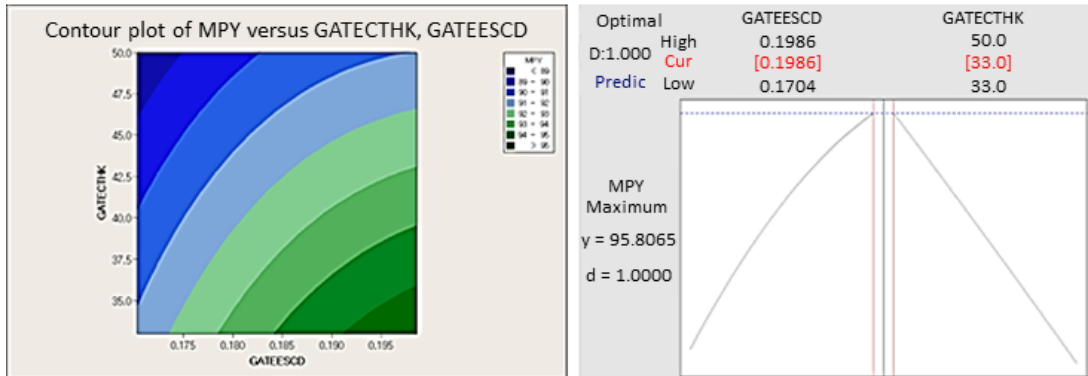 Contour plot of MPY versus GATECTHK, GATEESCD
50.0
47.5
45.0
42.5
40.0
37.5
35.0
GATECTHK
0.175 0.180 0.185 0.190 0.195
GATEESCD
MPY
< 89
89 - 90
90 - 91
91 - 92
92 - 93
93 - 94
94 - 95
> 95
Optimal GATEESCD GATECTHK
D:1.000 High 0.1986 50.0
Cur [0.1986] [33.0]
Predic Low 0.1704 33.0
MPY
Maximum
y = 95.8065
d = 1.0000